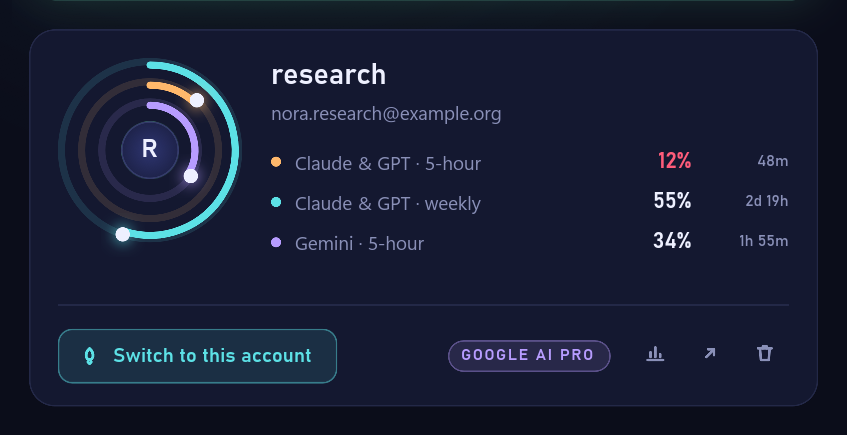 research
nora.research@example.org
R
Claude & GPT · 5-hour 12% 48m
Claude & GPT · weekly 55% 2d 19h
Gemini · 5-hour 34% 1h 55m
Switch to this account GOOGLE AI PRO